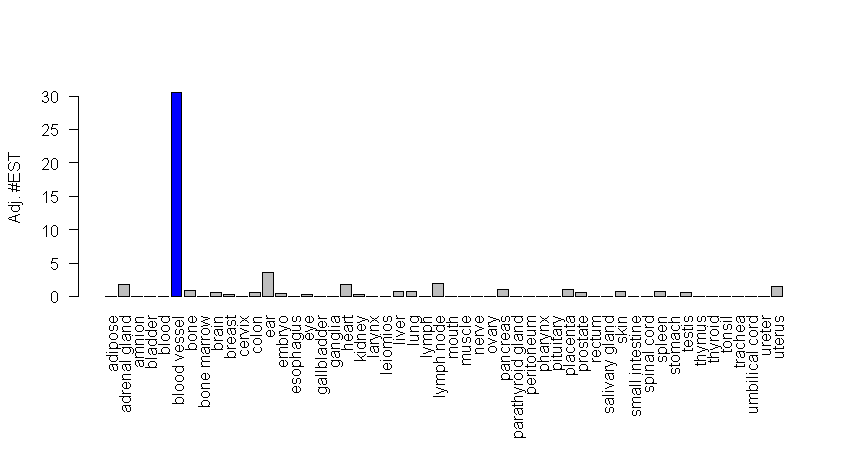 Adj. #EST
30
25
20
15
10
5
0
adipose
adrenal gland
amnion
bladder
blood
blood vessel
bone
bone marrow
brain
breast
cervix
colon
ear
embryo
esophagus
eye
gallbladder
ganglia
heart
kidney
larynx
leiomios
liver
lung
lymph
lymph node
mouth
muscle
nerve
ovary
pancreas
parathyroid gland
peritoneum
pharynx
pituitary
placenta
prostate
rectum
salivary gland
skin
small intestine
spinal cord
spleen
stomach
testis
thymus
thyroid
tonsil
trachea
umbilical cord
ureter
uterus